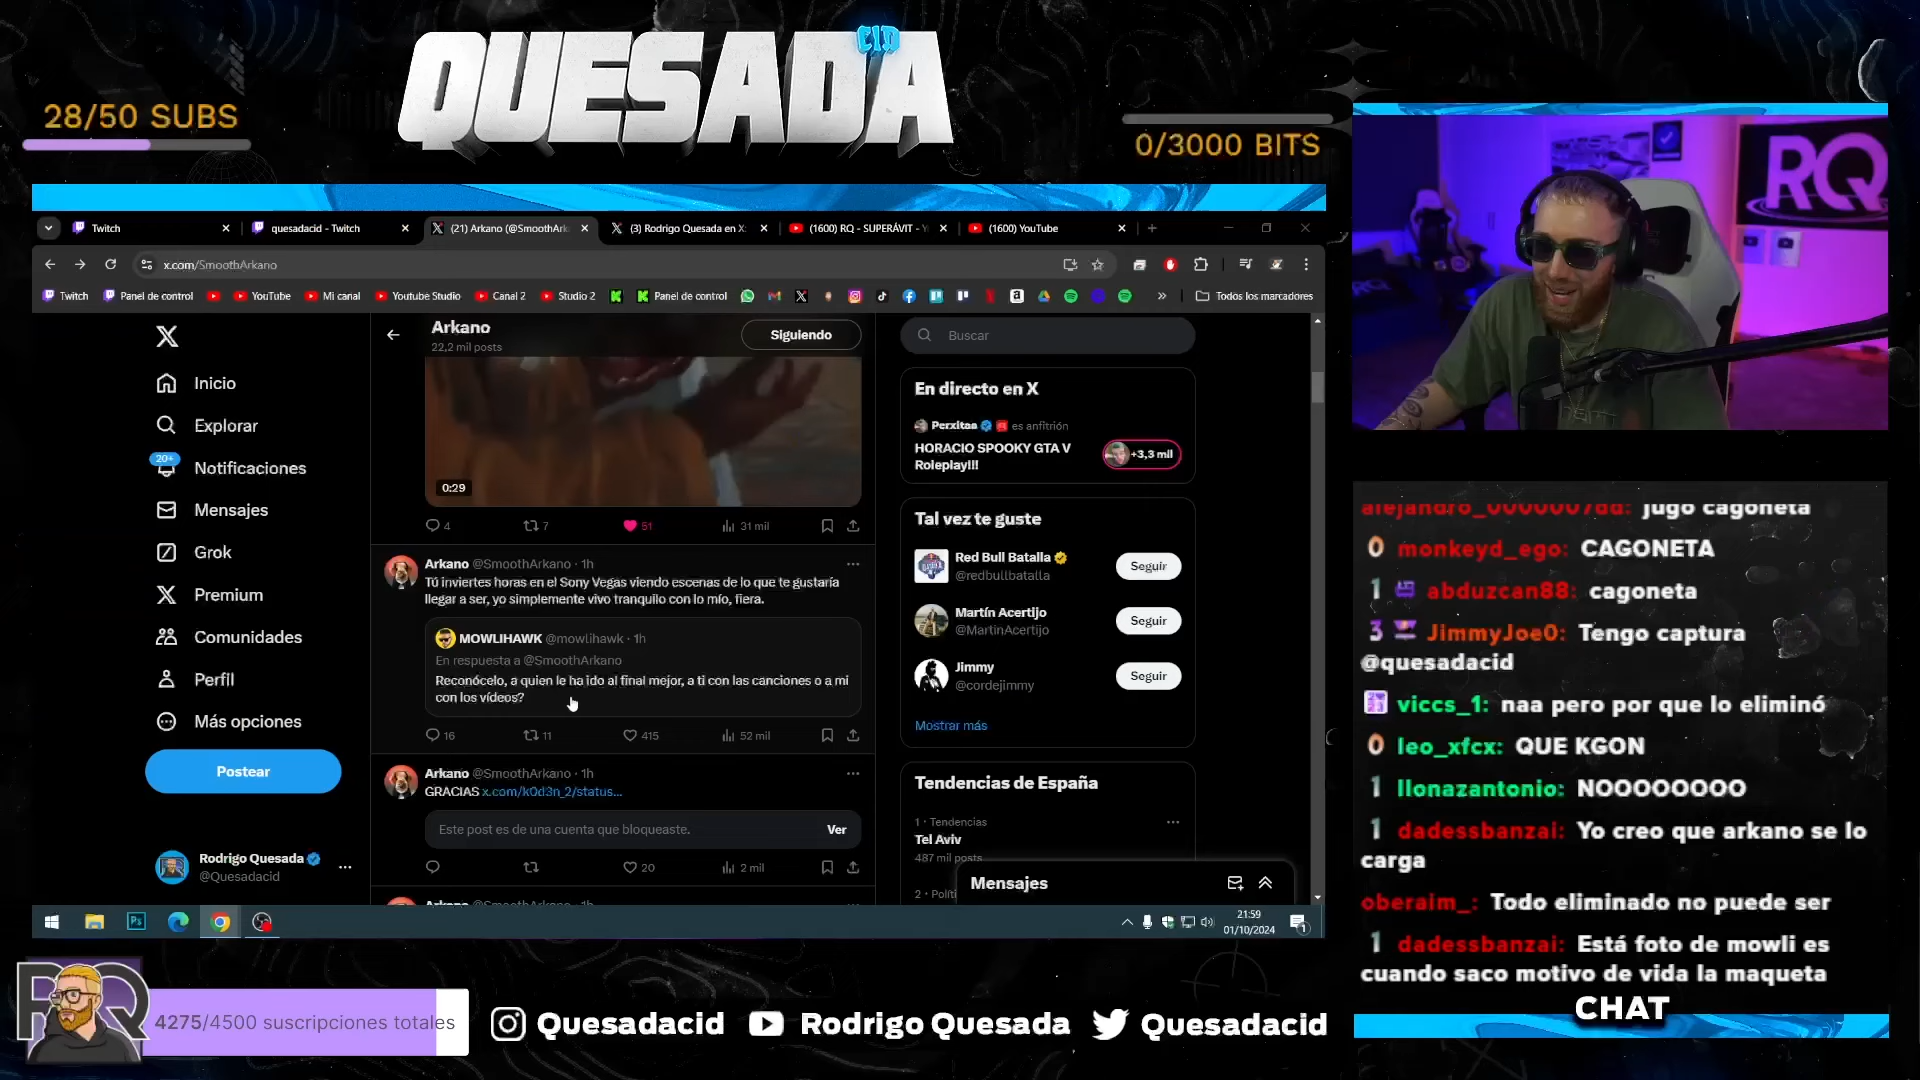 QUESADA
CID
28/50 SUBS
0/3000 BITS
RQ
Twitch
quesadacid - Twitch
(21) Arkano (@SmoothArk
(3) Rodrigo Quesada en X:
(1600) RQ - SUPERÁVIT - Y
(1600) YouTube
x.com/SmoothArkano
Twitch
Panel de control
YouTube
Mi canal
Youtube Studio
Canal 2
Studio 2
Panel de control
Todos los marcadores
Arkano
22,2 mil posts
Siguiendo
Inicio
Explorar
20+
Notificaciones
Mensajes
Grok
Premium
Comunidades
Perfil
Más opciones
Postear
Rodrigo Quesada
@Quesadacid
0:29
4
7
51
31 mil
Arkano @SmoothArkano · 1h
Tú inviertes horas en el Sony Vegas viendo escenas de lo que te gustaría
llegar a ser, yo simplemente vivo tranquilo con lo mío, fiera.
MOWLIHAWK @mowlihawk · 1h
En respuesta a @SmoothArkano
Reconócelo, a quien le ha ido al final mejor, a ti con las canciones o a mi
con los vídeos?
16
11
415
52 mil
Arkano @SmoothArkano · 1h
GRACIAS x.com/k0d3n_2/status...
Este post es de una cuenta que bloqueaste.
Ver
20
2 mil
Arkano @SmoothArkano · 1h
Buscar
En directo en X
Perxitaa es anfitrión
HORACIO SPOOKY GTA V
Roleplay!!!
+3,3 mil
Tal vez te guste
Red Bull Batalla
@redbullbatalla
Seguir
Martín Acertijo
@MartinAcertijo
Seguir
Jimmy
@cordejimmy
Seguir
Mostrar más
Tendencias de España
1 · Tendencias
Tel Aviv
487 mil posts
2 · Políti
Mensajes
Ps
21:59
01/10/2024
1
alejandro_0000007dd: jugo cagoneta
0 monkeyd_ego: CAGONETA
1 abduzcan88: cagoneta
3 JimmyJoe0: Tengo captura
@quesadacid
viccs_1: naa pero por que lo eliminó
0 leo_xfcx: QUE KGON
1 llonazantonio: NOOOOOOOO
1 dadessbanzai: Yo creo que arkano se lo
carga
oberaim_: Todo eliminado no puede ser
1 dadessbanzai: Está foto de mowli es
cuando saco motivo de vida la maqueta
CHAT
RQ
4275/4500 suscripciones totales
Quesadacid
Rodrigo Quesada
Quesadacid